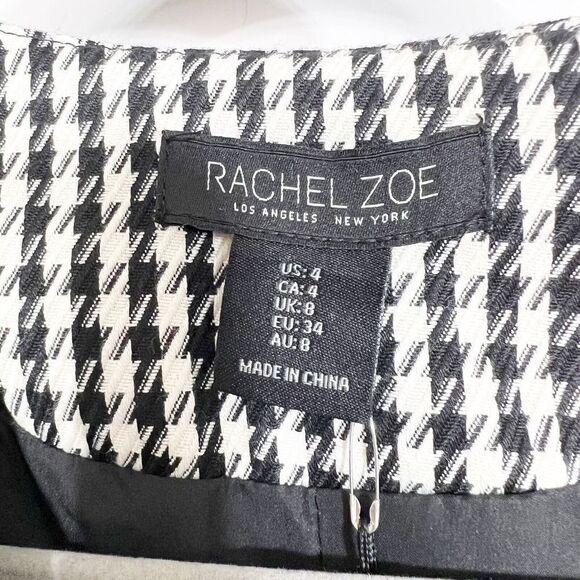 RACHEL ZOE
LOS ANGELES NEW YORK
US: 4
CA: 4
UK: 8
EU: 34
AU: 8
MADE IN CHINA